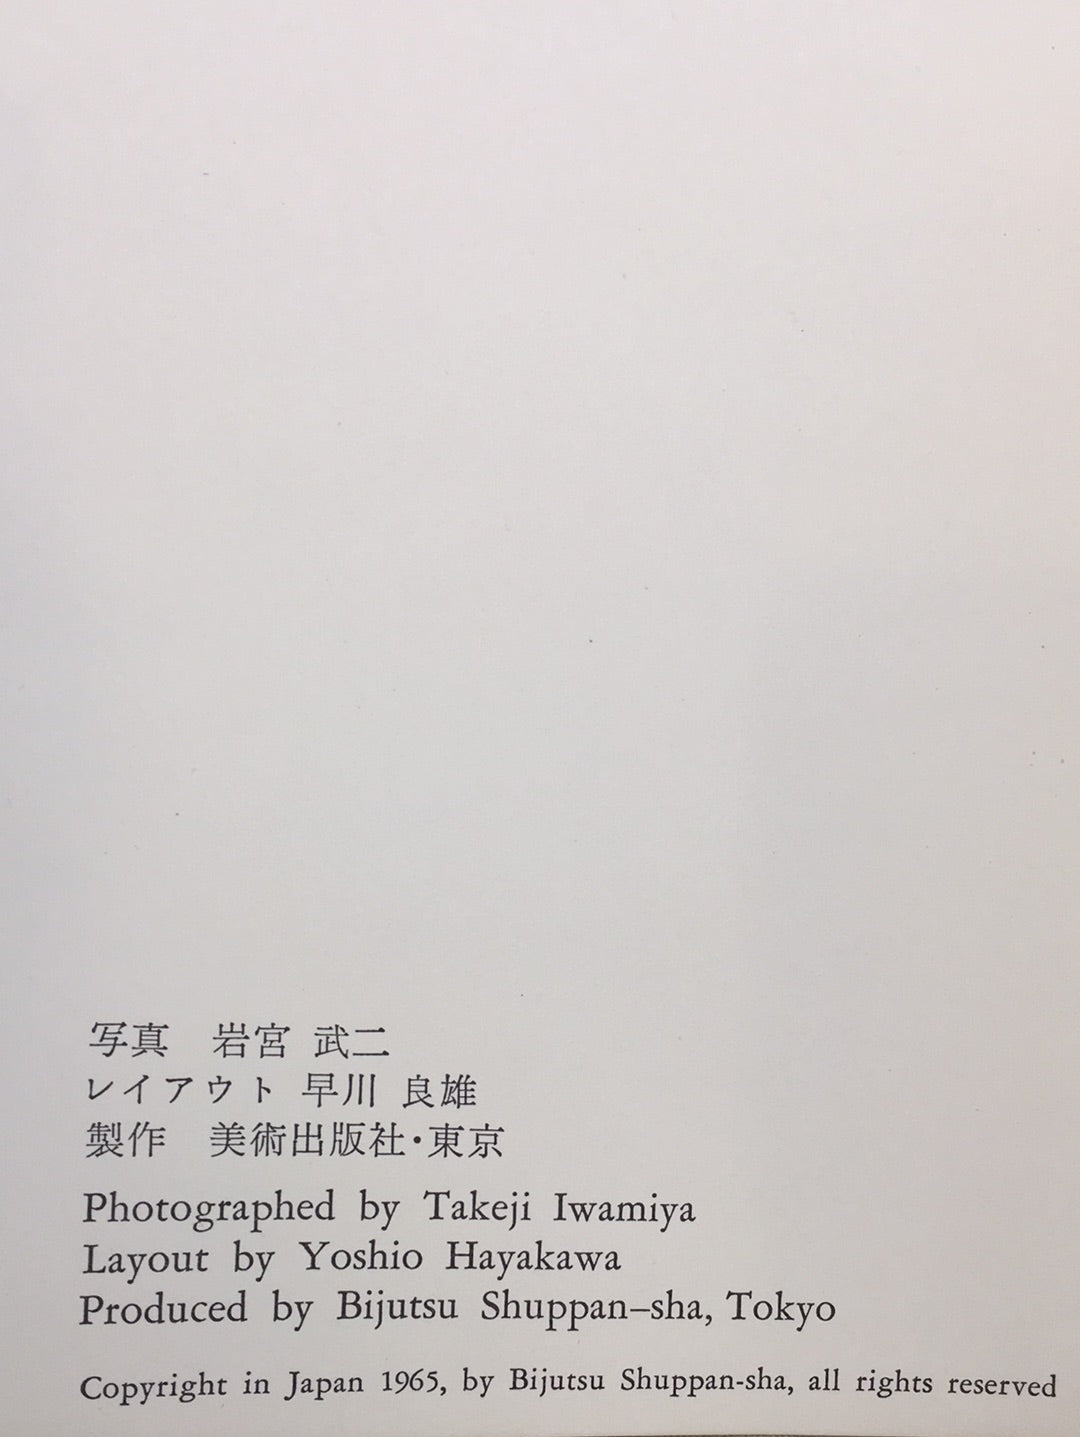 写真　岩宮 武二
レイアウト 早川 良雄
製作　美術出版社・東京
Photographed by Takeji Iwamiya
Layout by Yoshio Hayakawa
Produced by Bijutsu Shuppan–sha, Tokyo
Copyright in Japan 1965, by Bijutsu Shuppan-sha, all rights reserved